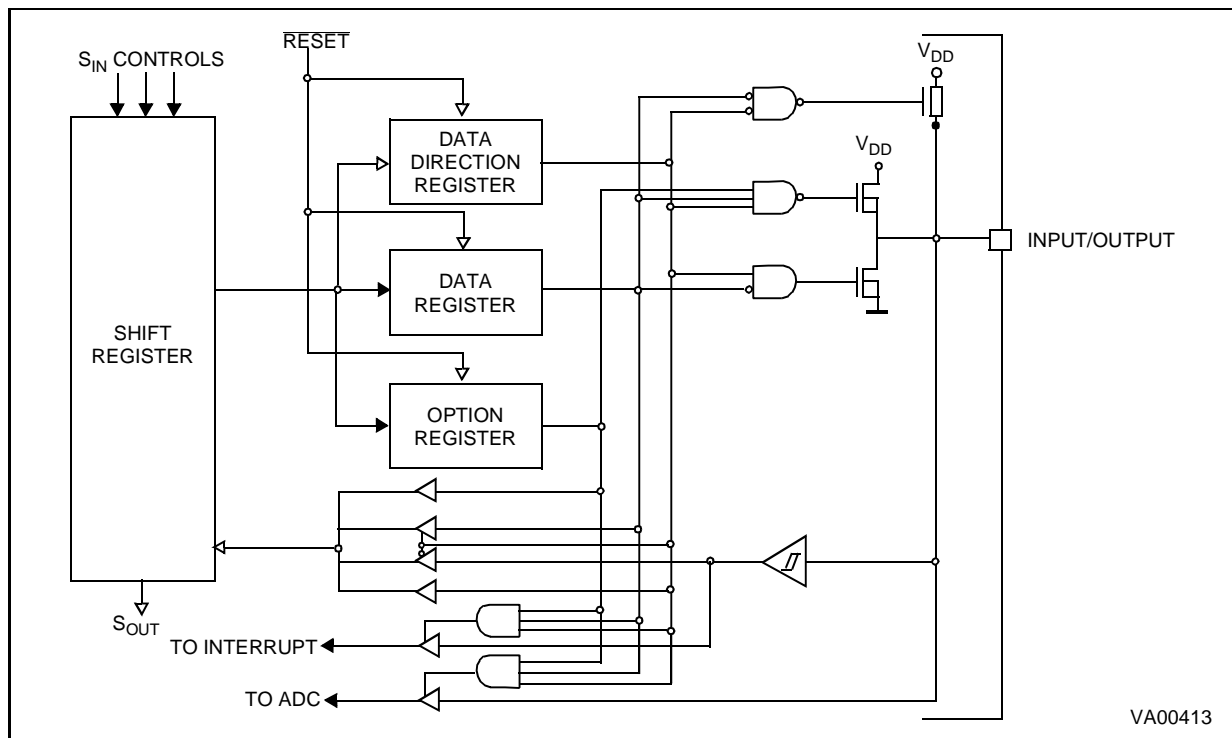 RESET
S_IN CONTROLS
V_DD
DATA
DIRECTION
REGISTER
V_DD
INPUT/OUTPUT
DATA
REGISTER
SHIFT
REGISTER
OPTION
REGISTER
S_OUT
TO INTERRUPT
TO ADC
VA00413